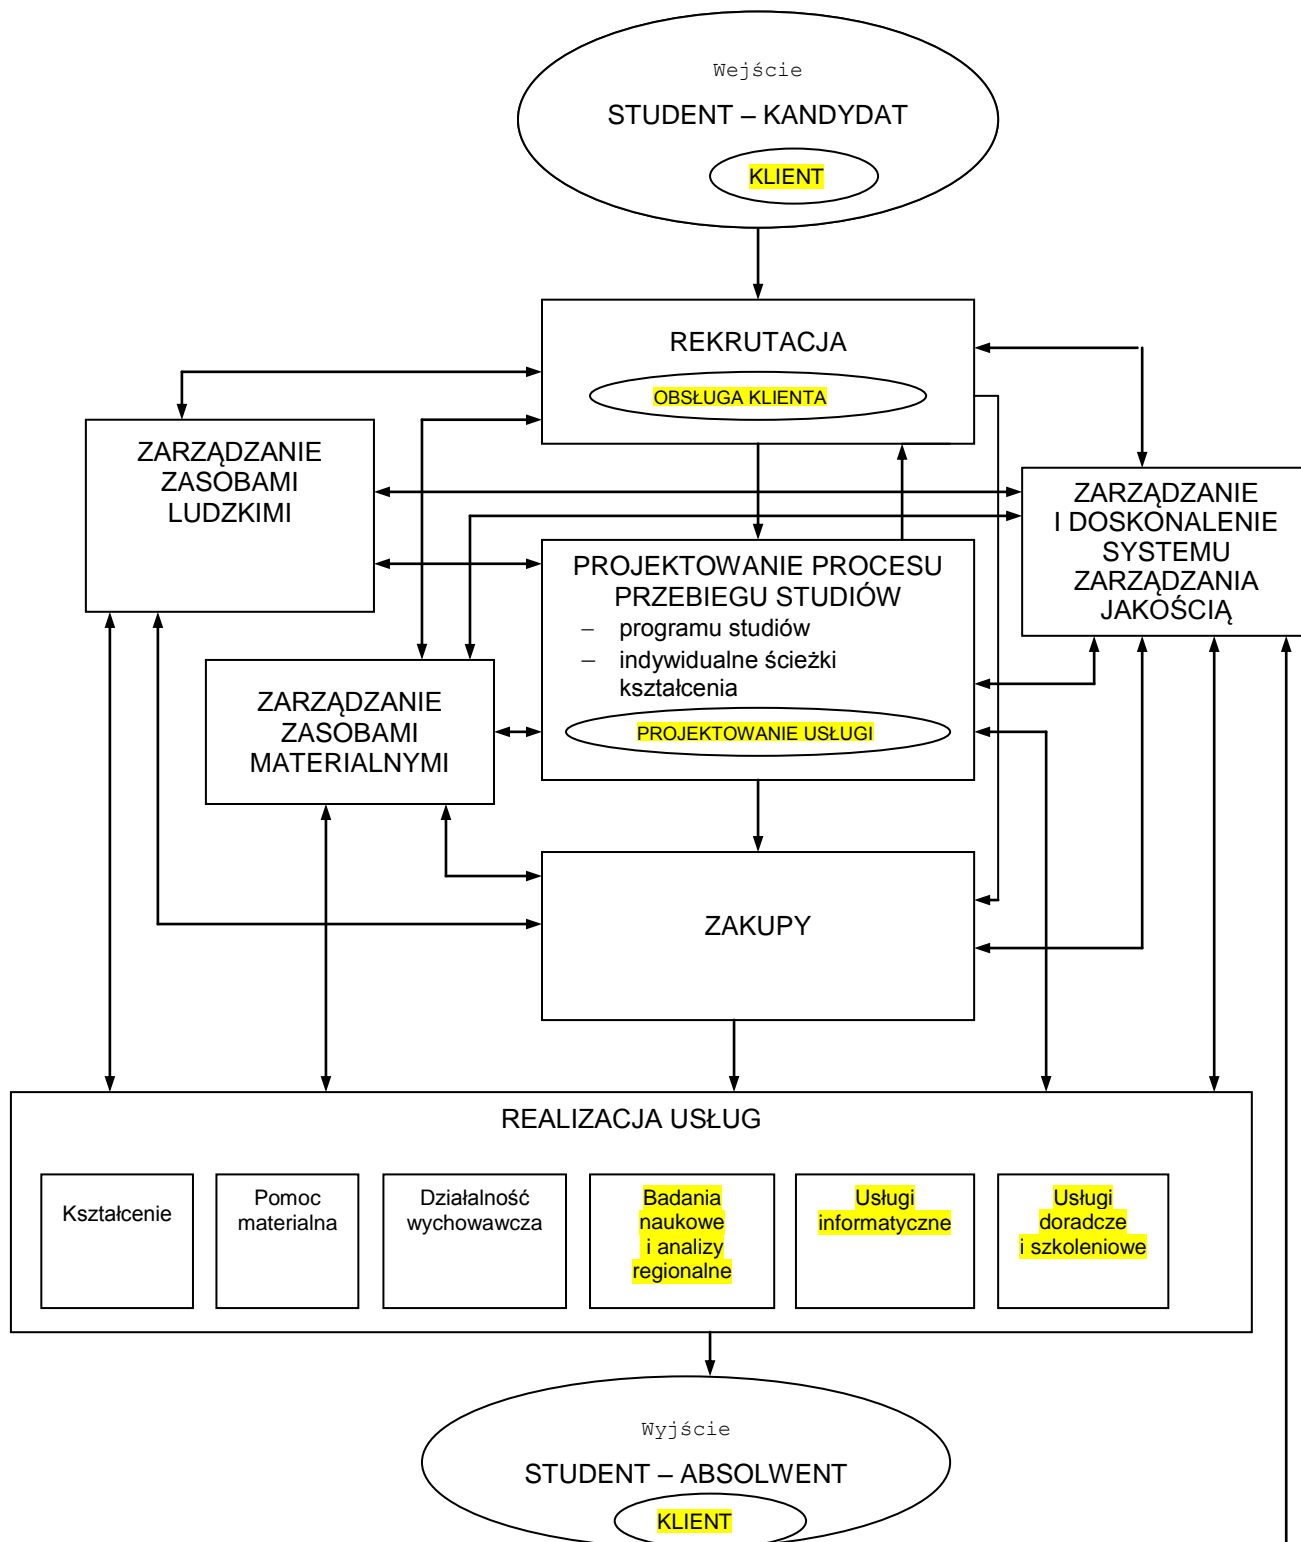 Wejście
STUDENT – KANDYDAT
KLIENT
REKRUTACJA
OBSŁUGA KLIENTA
ZARZĄDZANIE
ZASOBAMI
LUDZKIMI
ZARZĄDZANIE
I DOSKONALENIE
SYSTEMU
ZARZĄDZANIA
JAKOŚCIĄ
PROJEKTOWANIE PROCESU
PRZEBIEGU STUDIÓW
– programu studiów
– indywidualne ścieżki
kształcenia
PROJEKTOWANIE USŁUGI
ZARZĄDZANIE
ZASOBAMI
MATERIALNYMI
ZAKUPY
REALIZACJA USŁUG
Kształcenie
Pomoc
materialna
Działalność
wychowawcza
Badania
naukowe
i analizy
regionalne
Usługi
informatyczne
Usługi
doradcze
i szkoleniowe
Wyjście
STUDENT – ABSOLWENT
KLIENT